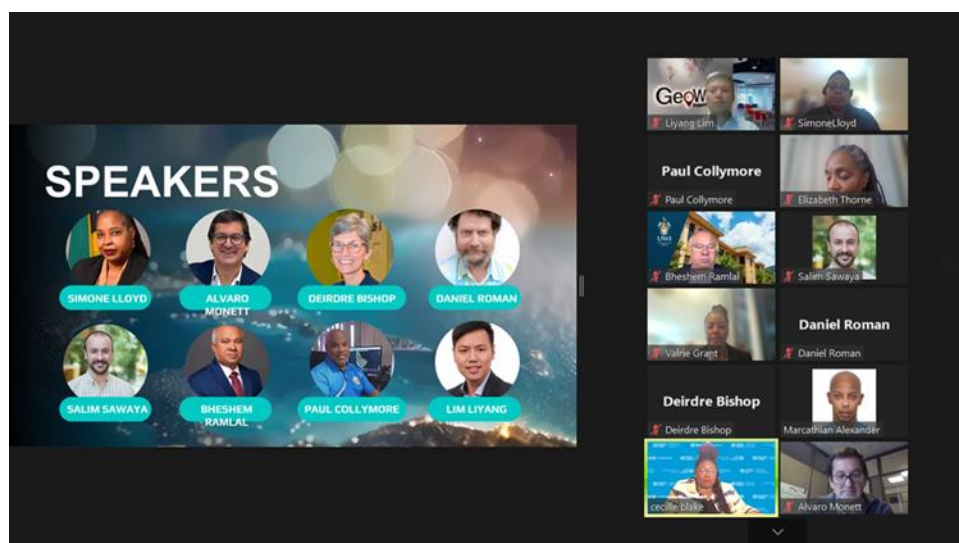 SPEAKERS
SIMONE LLOYD
ALVARO
MONETT
DEIRDRE BISHOP
DANIEL ROMAN
SALIM SAWAYA
BHESHEM
RAMLAL
PAUL COLLYMORE
LIM LIYANG
GeoW
Liyang Lim
SimoneLloyd
Paul Collymore
Paul Collymore
Elizabeth Thorne
UWI
Bheshem Ramlal
Salim Sawaya
Valrie Grant
Daniel Roman
Daniel Roman
Deirdre Bishop
Deirdre Bishop
Marcathian Alexander
cecille blake
Alvaro Monett